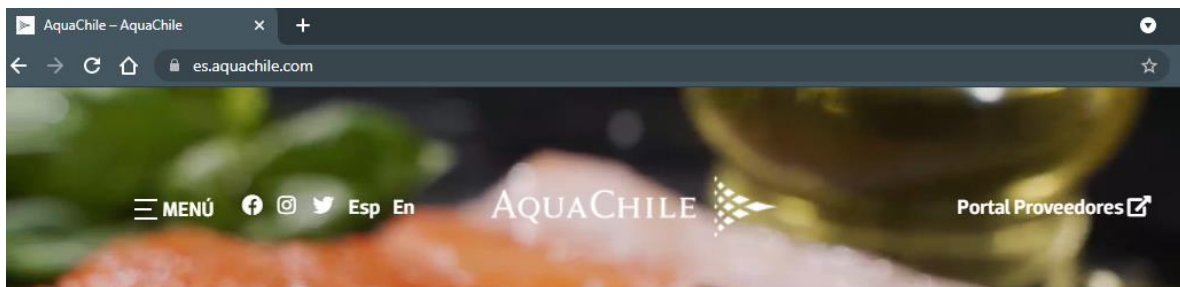 AquaChile – AquaChile
es.aquachile.com
MENÚ Esp En AQUACHILE Portal Proveedores